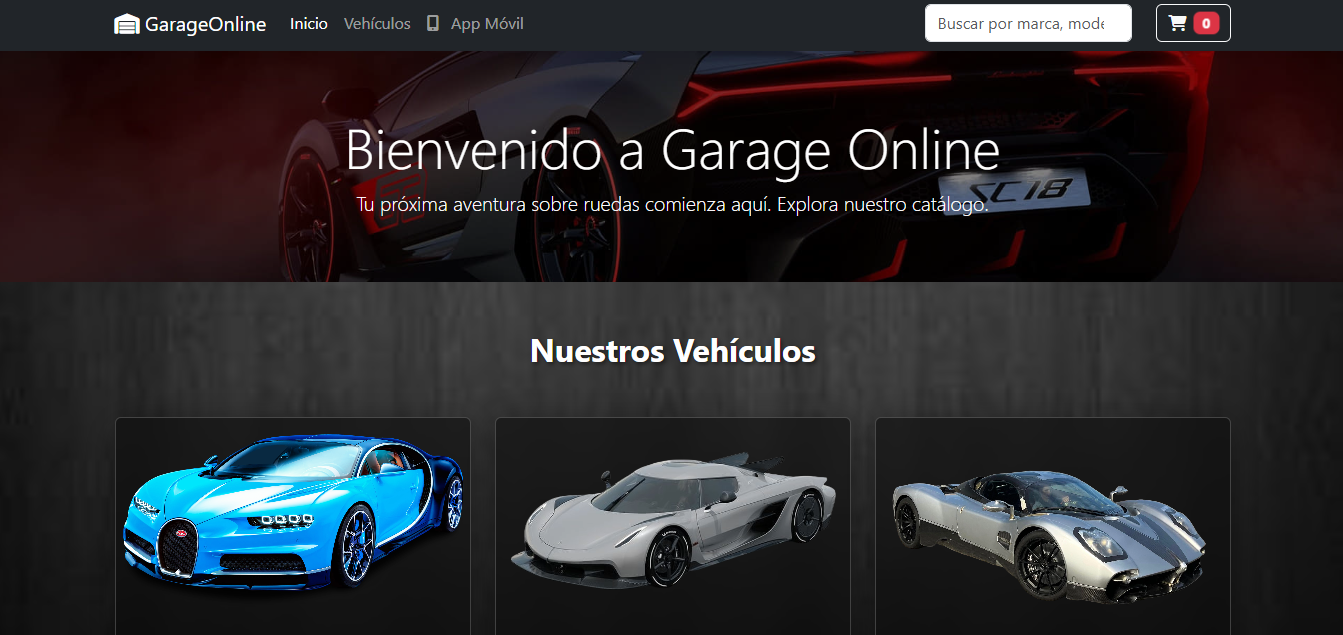 GarageOnline Inicio Vehículos App Móvil Buscar por marca, mode 0
Bienvenido a Garage Online
SC18
Tu próxima aventura sobre ruedas comienza aquí. Explora nuestro catálogo.
Nuestros Vehículos